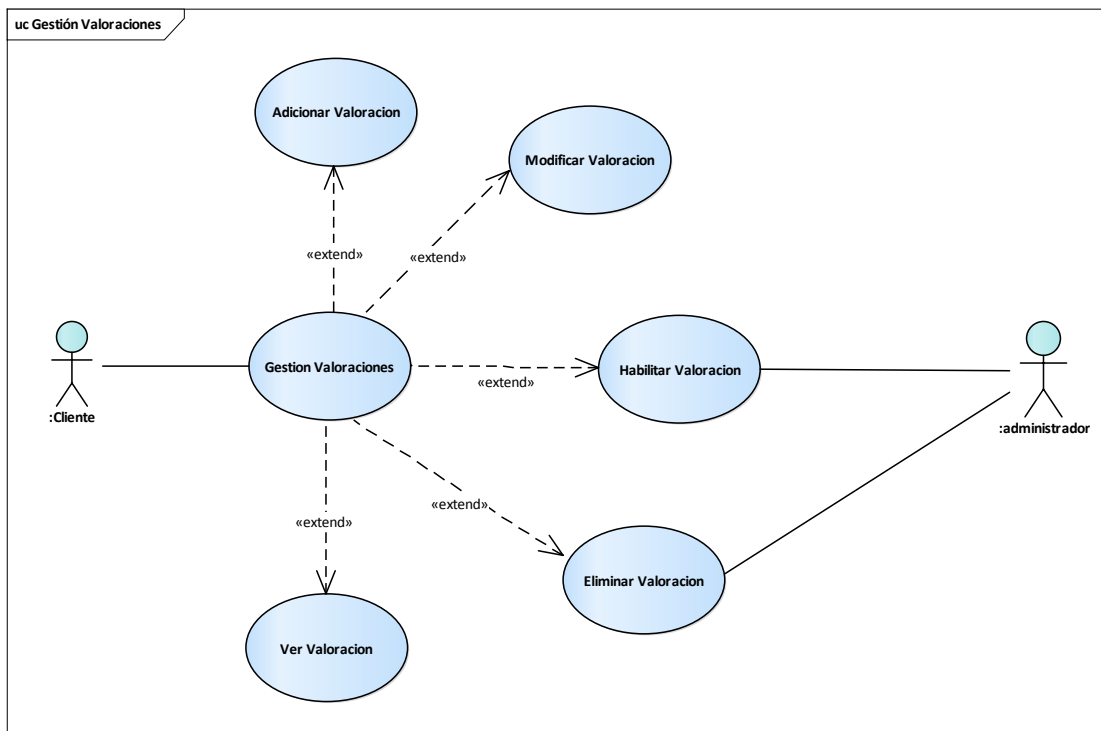 uc Gestión Valoraciones
Adicionar Valoracion
Modificar Valoracion
«extend»
«extend»
Gestion Valoraciones
Habilitar Valoracion
«extend»
:Cliente
:administrador
«extend»
«extend»
Eliminar Valoracion
Ver Valoracion